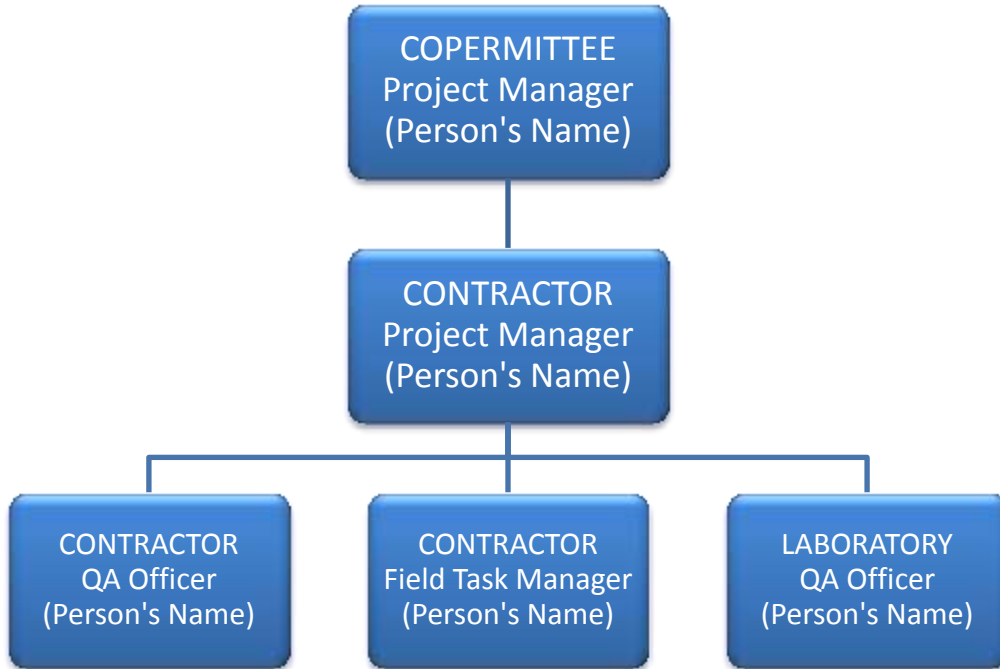 COPERMITTEE
Project Manager
(Person's Name)
CONTRACTOR
Project Manager
(Person's Name)
CONTRACTOR
QA Officer
(Person's Name)
CONTRACTOR
Field Task Manager
(Person's Name)
LABORATORY
QA Officer
(Person's Name)